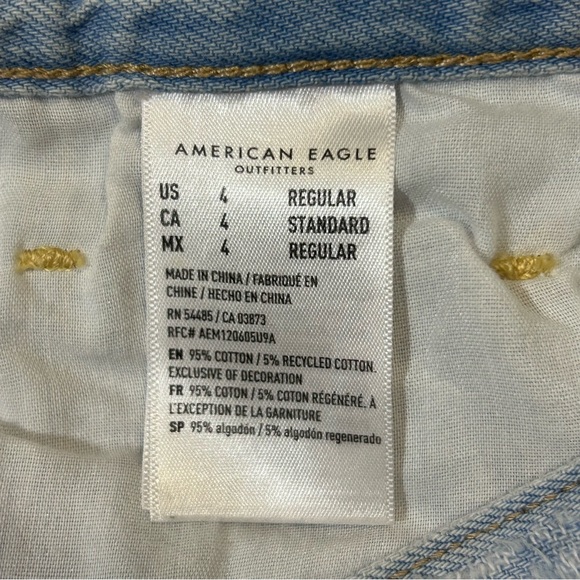 AMERICAN EAGLE
OUTFITTERS
US 4 REGULAR
CA 4 STANDARD
MX 4 REGULAR
MADE IN CHINA / FABRIQUÉ EN
CHINE / HECHO EN CHINA
RN 54485 / CA 03873
RFC# AEM120605U9A
EN 95% COTTON / 5% RECYCLED COTTON.
EXCLUSIVE OF DECORATION
FR 95% COTON / 5% COTON RÉGÉNÉRÉ. À
L'EXCEPTION DE LA GARNITURE
SP 95% algodón / 5% algodón regenerado